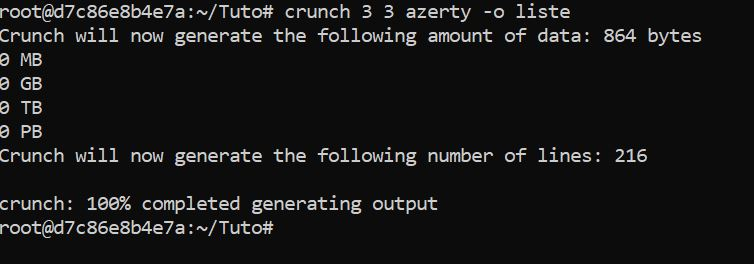 root@d7c86e8b4e7a:~/Tuto# crunch 3 3 azerty -o liste
Crunch will now generate the following amount of data: 864 bytes
0 MB
0 GB
0 TB
0 PB
Crunch will now generate the following number of lines: 216
crunch: 100% completed generating output
root@d7c86e8b4e7a:~/Tuto#